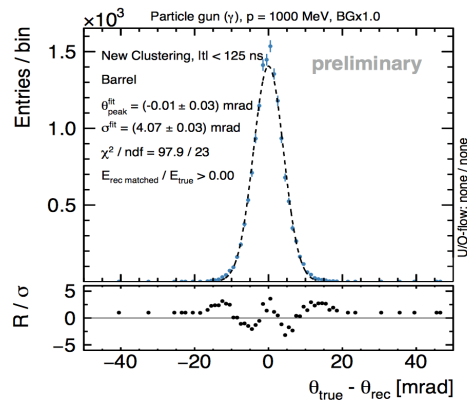 ×10³
Particle gun (γ), p = 1000 MeV, BGx1.0
Entries / bin
1.5
1.0
0.5
New Clustering, |t| < 125 ns
Barrel
θ^fit_peak = (-0.01 ± 0.03) mrad
σ^fit = (4.07 ± 0.03) mrad
χ² / ndf = 97.9 / 23
E_rec matched / E_true > 0.00
preliminary
U/O-flow: none / none
R / σ
5
0
−5
−40 −20 0 20 40
θ_true - θ_rec [mrad]